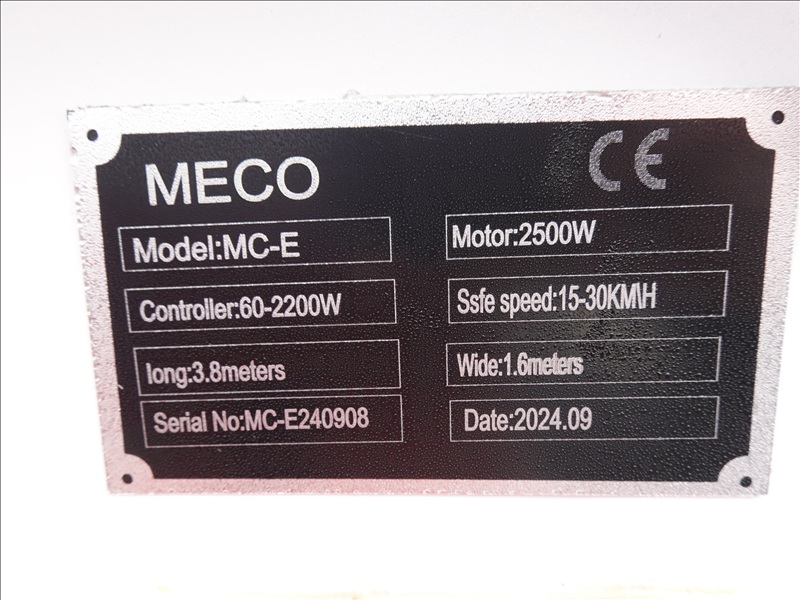 MECO CE
Model:MC-E Motor:2500W
Controller:60-2200W Ssfe speed:15-30KM\H
long:3.8meters Wide:1.6meters
Serial No:MC-E240908 Date:2024.09